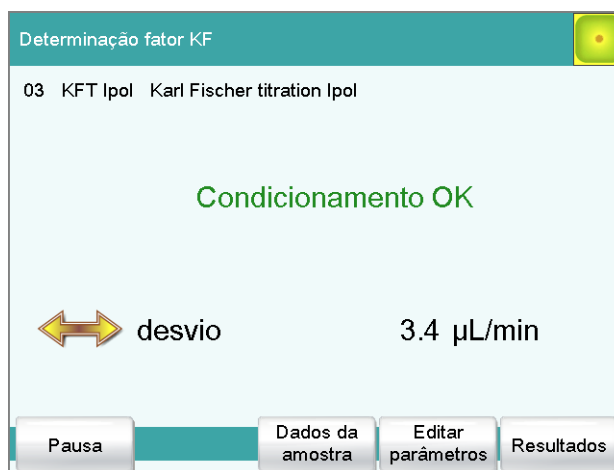 Determinação fator KF
03 KFT Ipol Karl Fischer titration Ipol
Condicionamento OK
desvio 3.4 µL/min
Pausa
Dados da
amostra
Editar
parâmetros
Resultados